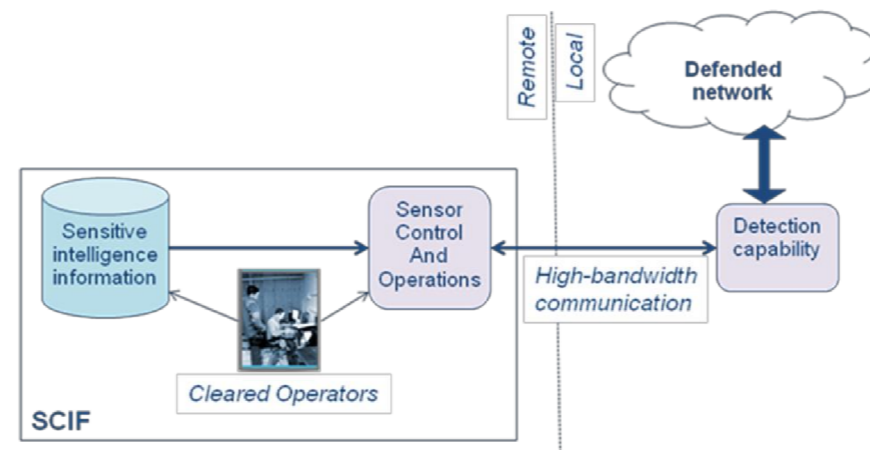 Remote
Local
Defended
network
Sensitive
intelligence
information
Sensor
Control
And
Operations
Detection
capability
High-bandwidth
communication
Cleared Operators
SCIF